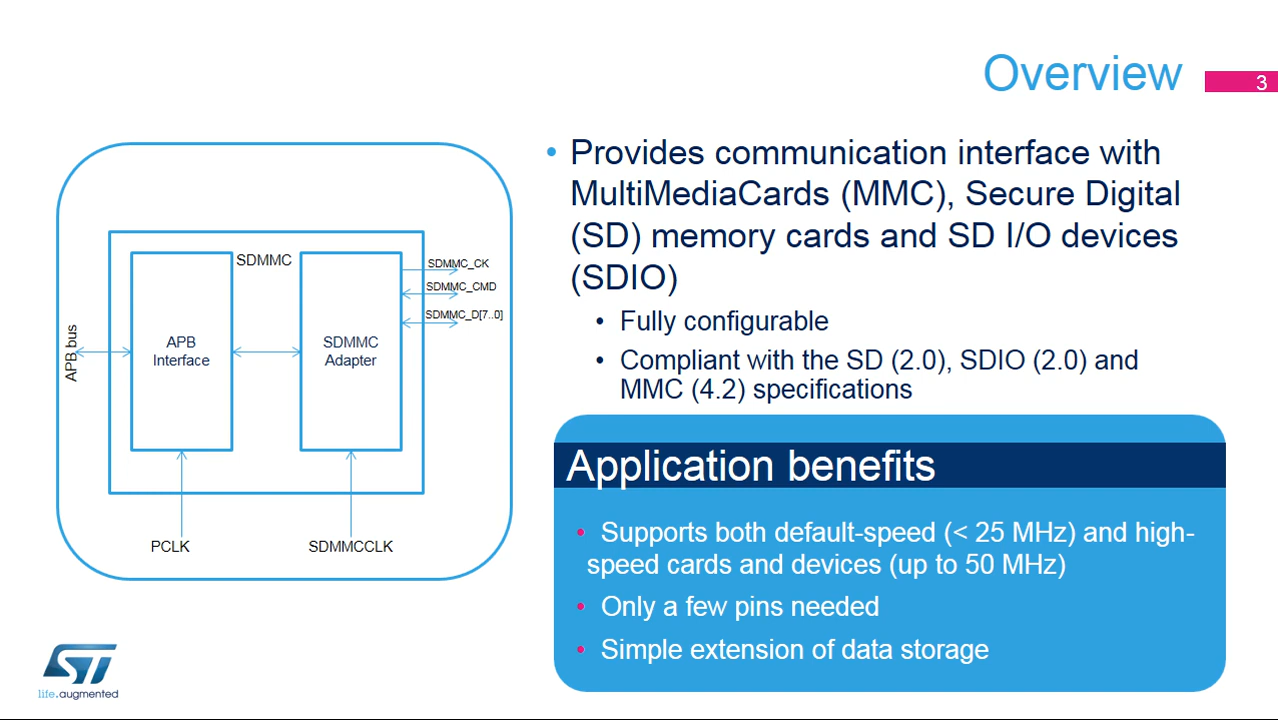 Overview
3
• Provides communication interface with
MultiMediaCards (MMC), Secure Digital
(SD) memory cards and SD I/O devices
(SDIO)
• Fully configurable
• Compliant with the SD (2.0), SDIO (2.0) and
MMC (4.2) specifications
Application benefits
• Supports both default-speed (< 25 MHz) and high-
speed cards and devices (up to 50 MHz)
• Only a few pins needed
• Simple extension of data storage
SDMMC
APB bus
APB
Interface
SDMMC
Adapter
SDMMC_CK
SDMMC_CMD
SDMMC_D[7..0]
PCLK
SDMMCCLK
ST
life.augmented